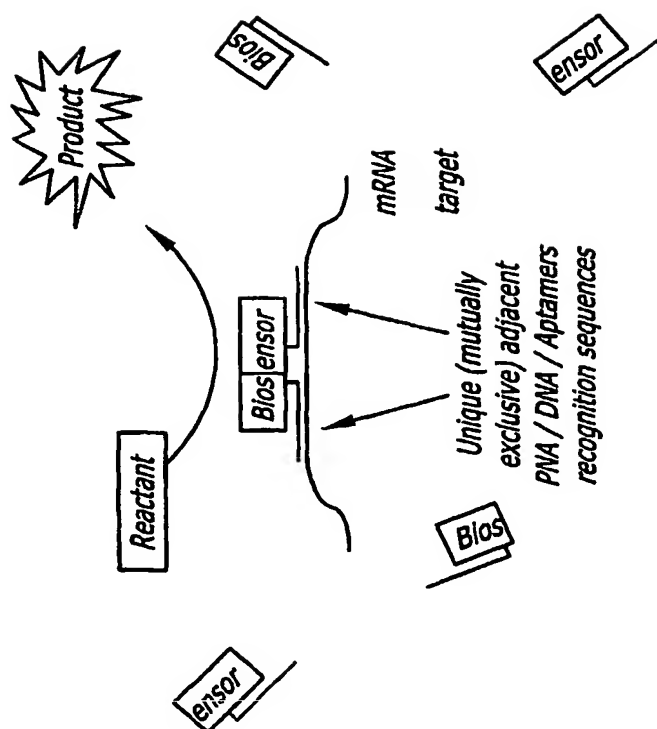 Product
Reactant
Bios
ensor
Bios
ensor
mRNA
target
Unique (mutually
exclusive) adjacent
PNA / DNA / Aptamers
recognition sequences
ensor
Bios